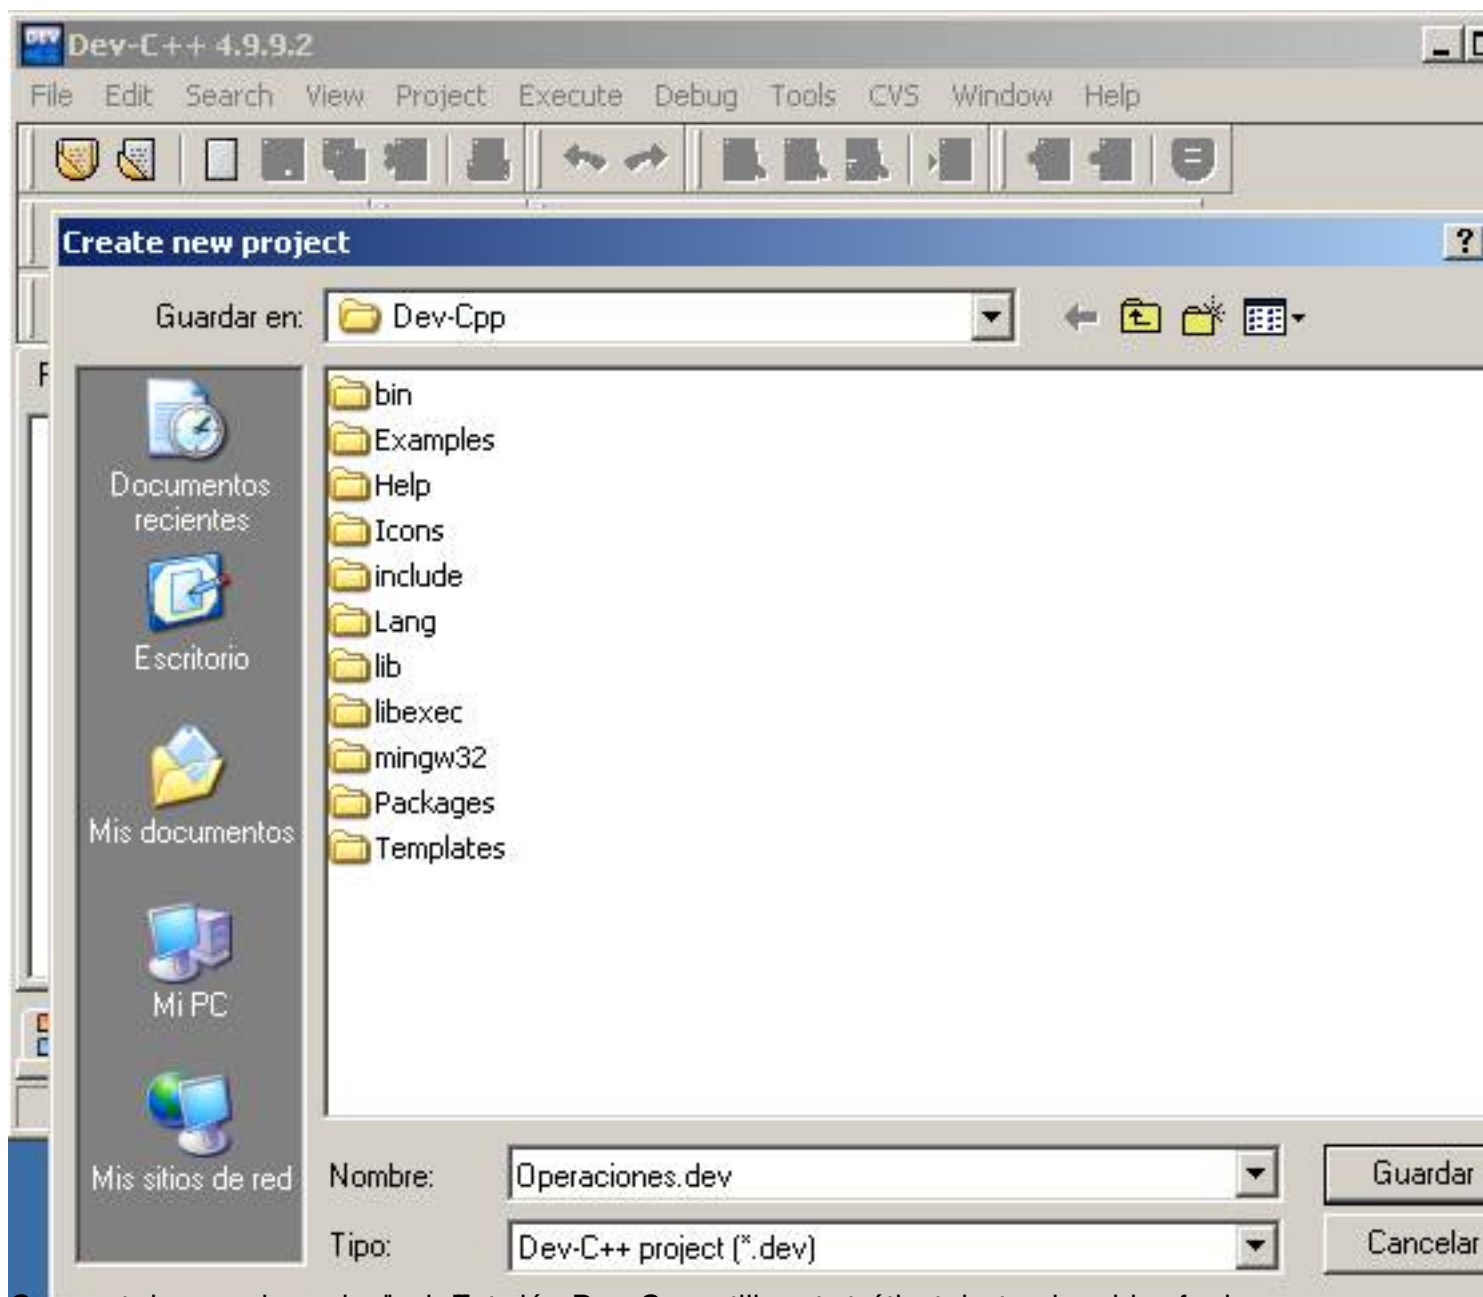 Dev-C++ 4.9.9.2
File Edit Search View Project Execute Debug Tools CVS Window Help
Create new project
Guardar en: Dev-Cpp
Documentos recientes
Escritorio
Mis documentos
Mi PC
Mis sitios de red
bin
Examples
Help
Icons
include
Lang
lib
libexec
mingw32
Packages
Templates
Nombre: Operaciones.dev
Guardar
Tipo: Dev-C++ project (*.dev)
Cancelar